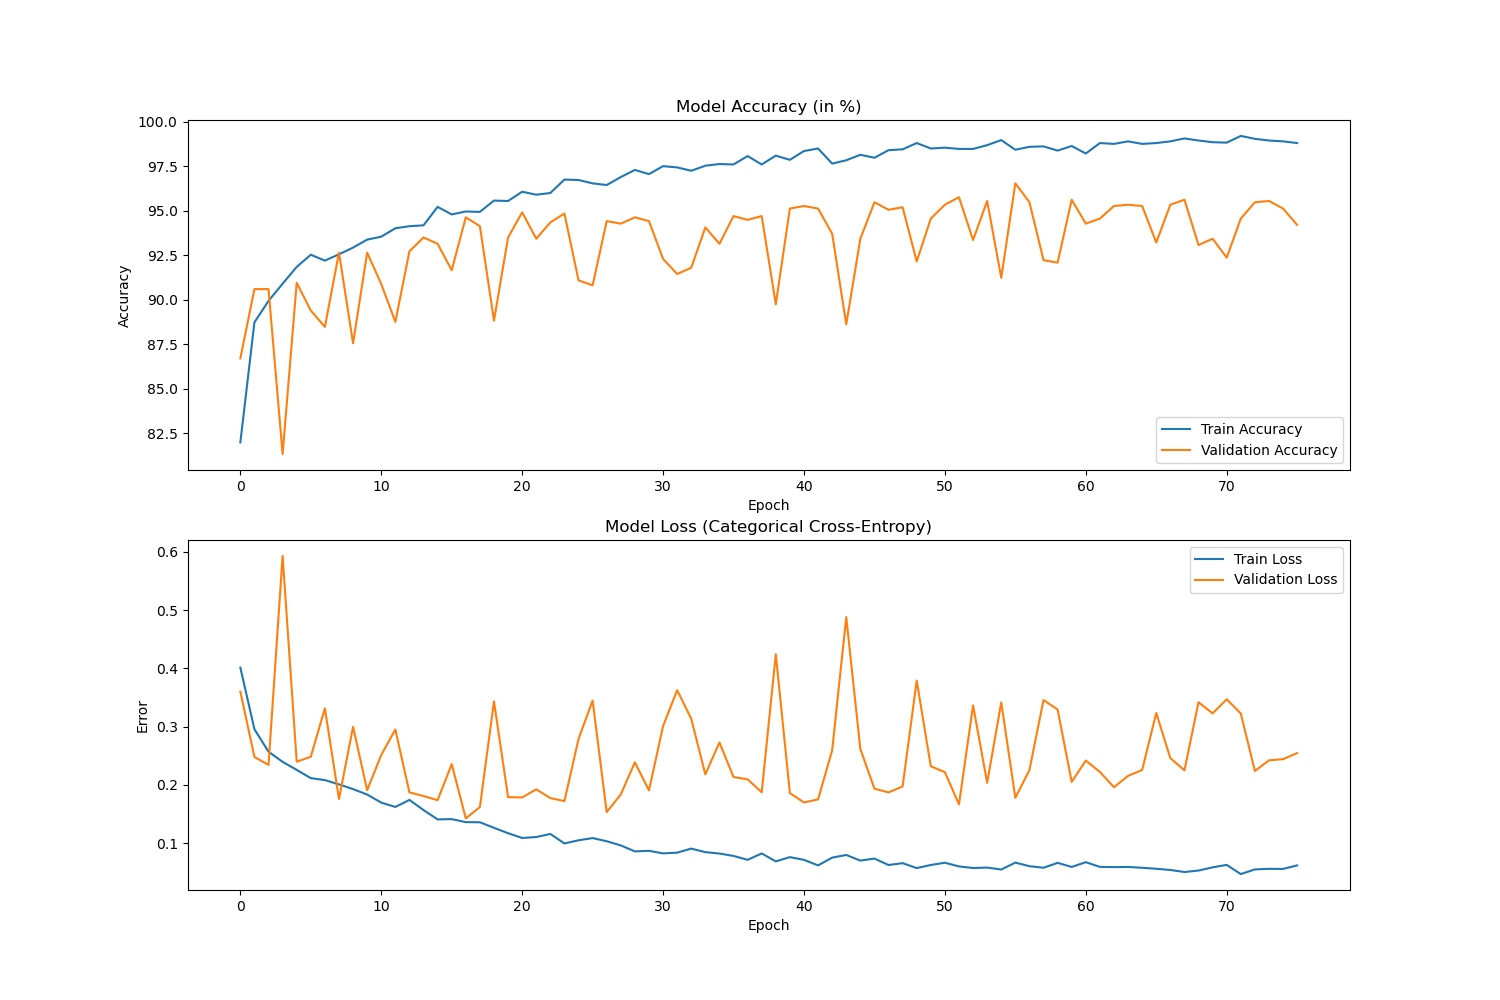 Model Accuracy (in %)
100.0
97.5
95.0
92.5
90.0
87.5
85.0
82.5
Accuracy
Train Accuracy
Validation Accuracy
0 10 20 30 40 50 60 70
Epoch
Model Loss (Categorical Cross-Entropy)
0.6
0.5
0.4
0.3
0.2
0.1
Error
Train Loss
Validation Loss
0 10 20 30 40 50 60 70
Epoch